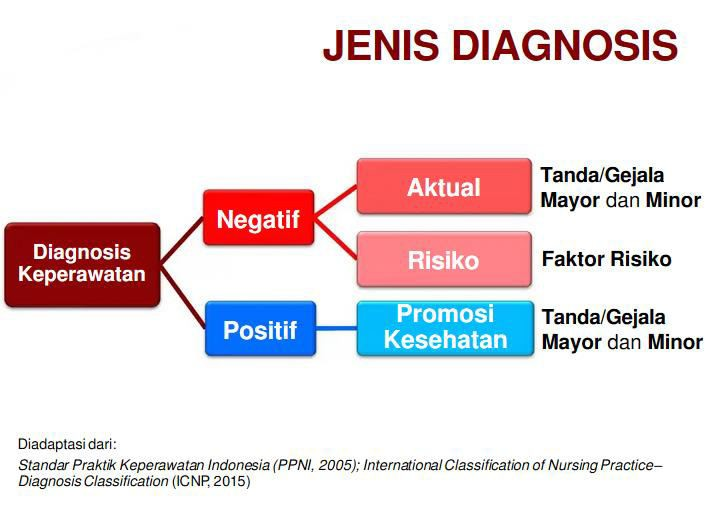 JENIS DIAGNOSIS
Diagnosis
Keperawatan
Negatif
Aktual
Tanda/Gejala
Mayor dan Minor
Risiko
Faktor Risiko
Positif
Promosi
Kesehatan
Tanda/Gejala
Mayor dan Minor
Diadaptasi dari:
Standar Praktik Keperawatan Indonesia (PPNI, 2005); International Classification of Nursing Practice–
Diagnosis Classification (ICNP, 2015)